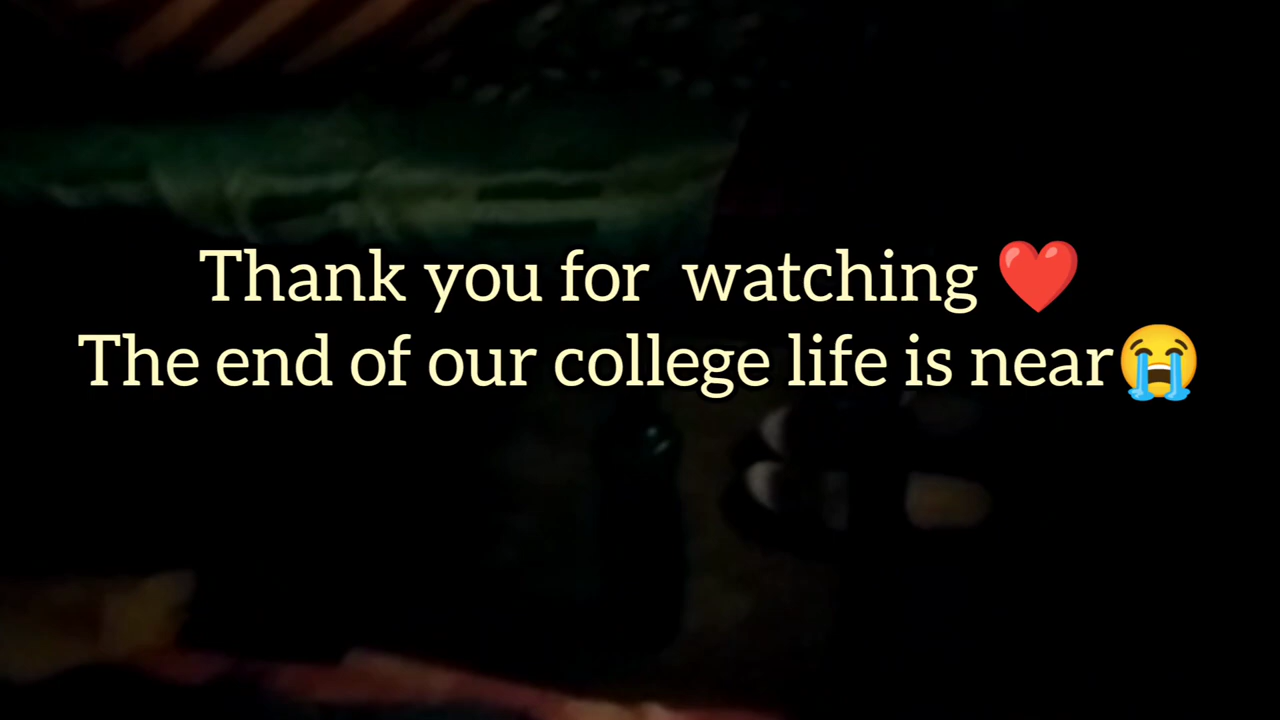 Thank you for  watching ❤️
The end of our college life is near😭